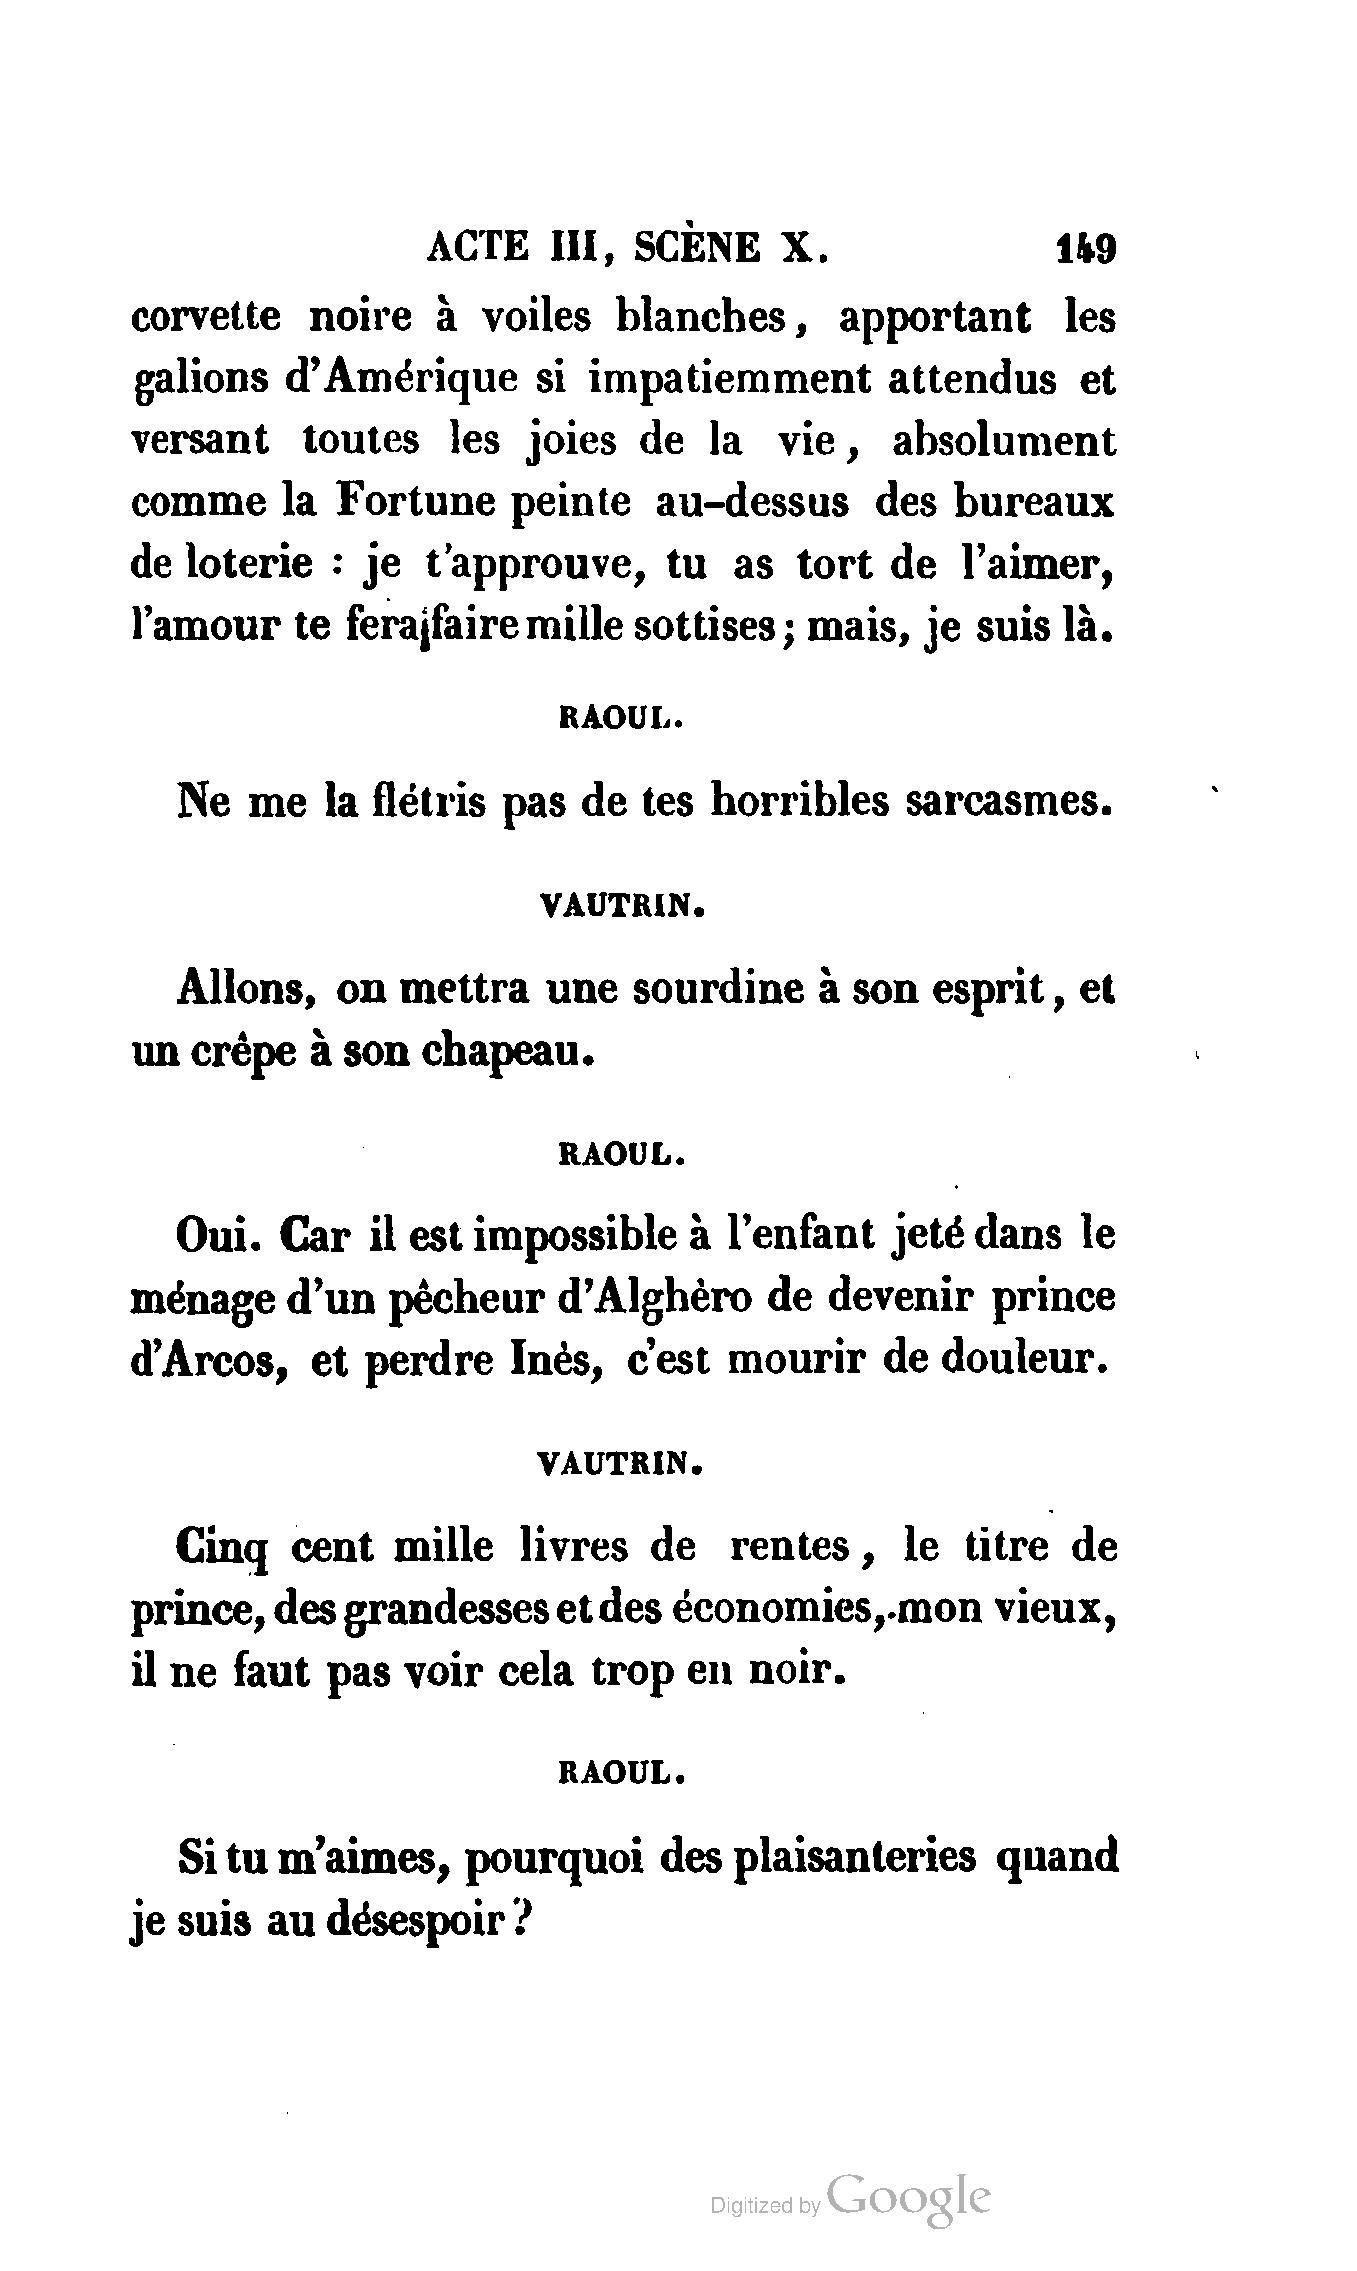 ACTE III, SCÈNE X. 149
corvette noire à voiles blanches, apportant les
galions d'Amérique si impatiemment attendus et
versant toutes les joies de la vie, absolument
comme la Fortune peinte au-dessus des bureaux
de loterie : je t'approuve, tu as tort de l'aimer,
l'amour te fera faire mille sottises; mais, je suis là.
RAOUL.
Ne me la flétris pas de tes horribles sarcasmes.
VAUTRIN.
Allons, on mettra une sourdine à son esprit, et
un crêpe à son chapeau.
RAOUL.
Oui. Car il est impossible à l'enfant jeté dans le
ménage d'un pêcheur d'Alghèro de devenir prince
d'Arcos, et perdre Inès, c'est mourir de douleur.
VAUTRIN.
Cinq cent mille livres de rentes, le titre de
prince, des grandesses et des économies, mon vieux,
il ne faut pas voir cela trop en noir.
RAOUL.
Si tu m'aimes, pourquoi des plaisanteries quand
je suis au désespoir?
Digitized by Google